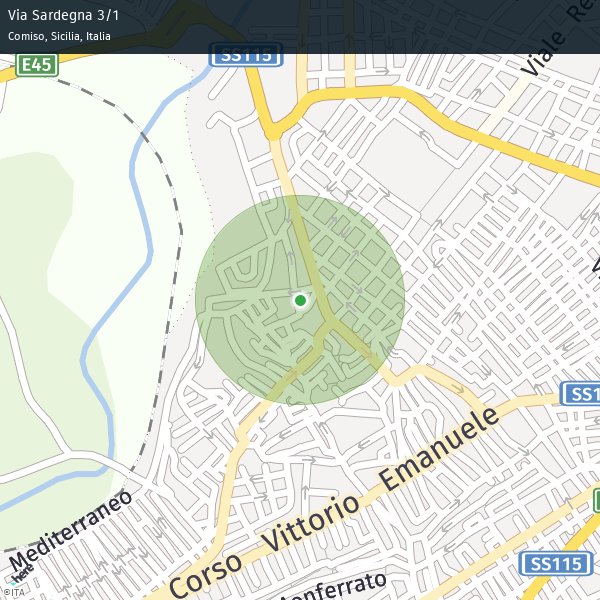 Via Sardegna 3/1
Comiso, Sicilia, Italia
E45
SS115
Viale Re
SS1
Emanuele
Vittorio
Corso
Mediterraneo
here
SS115
Monferrato
©ITA